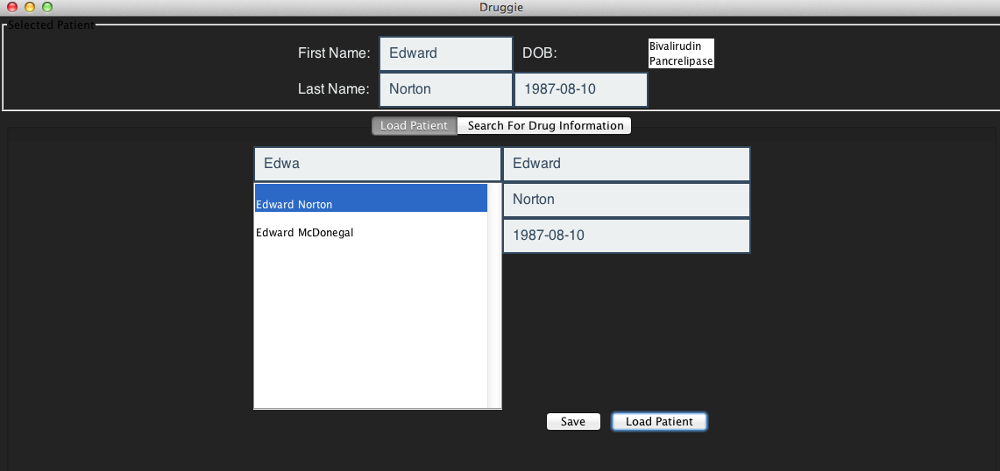 Druggie
Selected Patient
First Name: Edward DOB: Bivalirudin
Pancrelipase
Last Name: Norton 1987-08-10
Load Patient Search For Drug Information
Edwa Edward
Edward Norton Norton
Edward McDonegal 1987-08-10
Save Load Patient